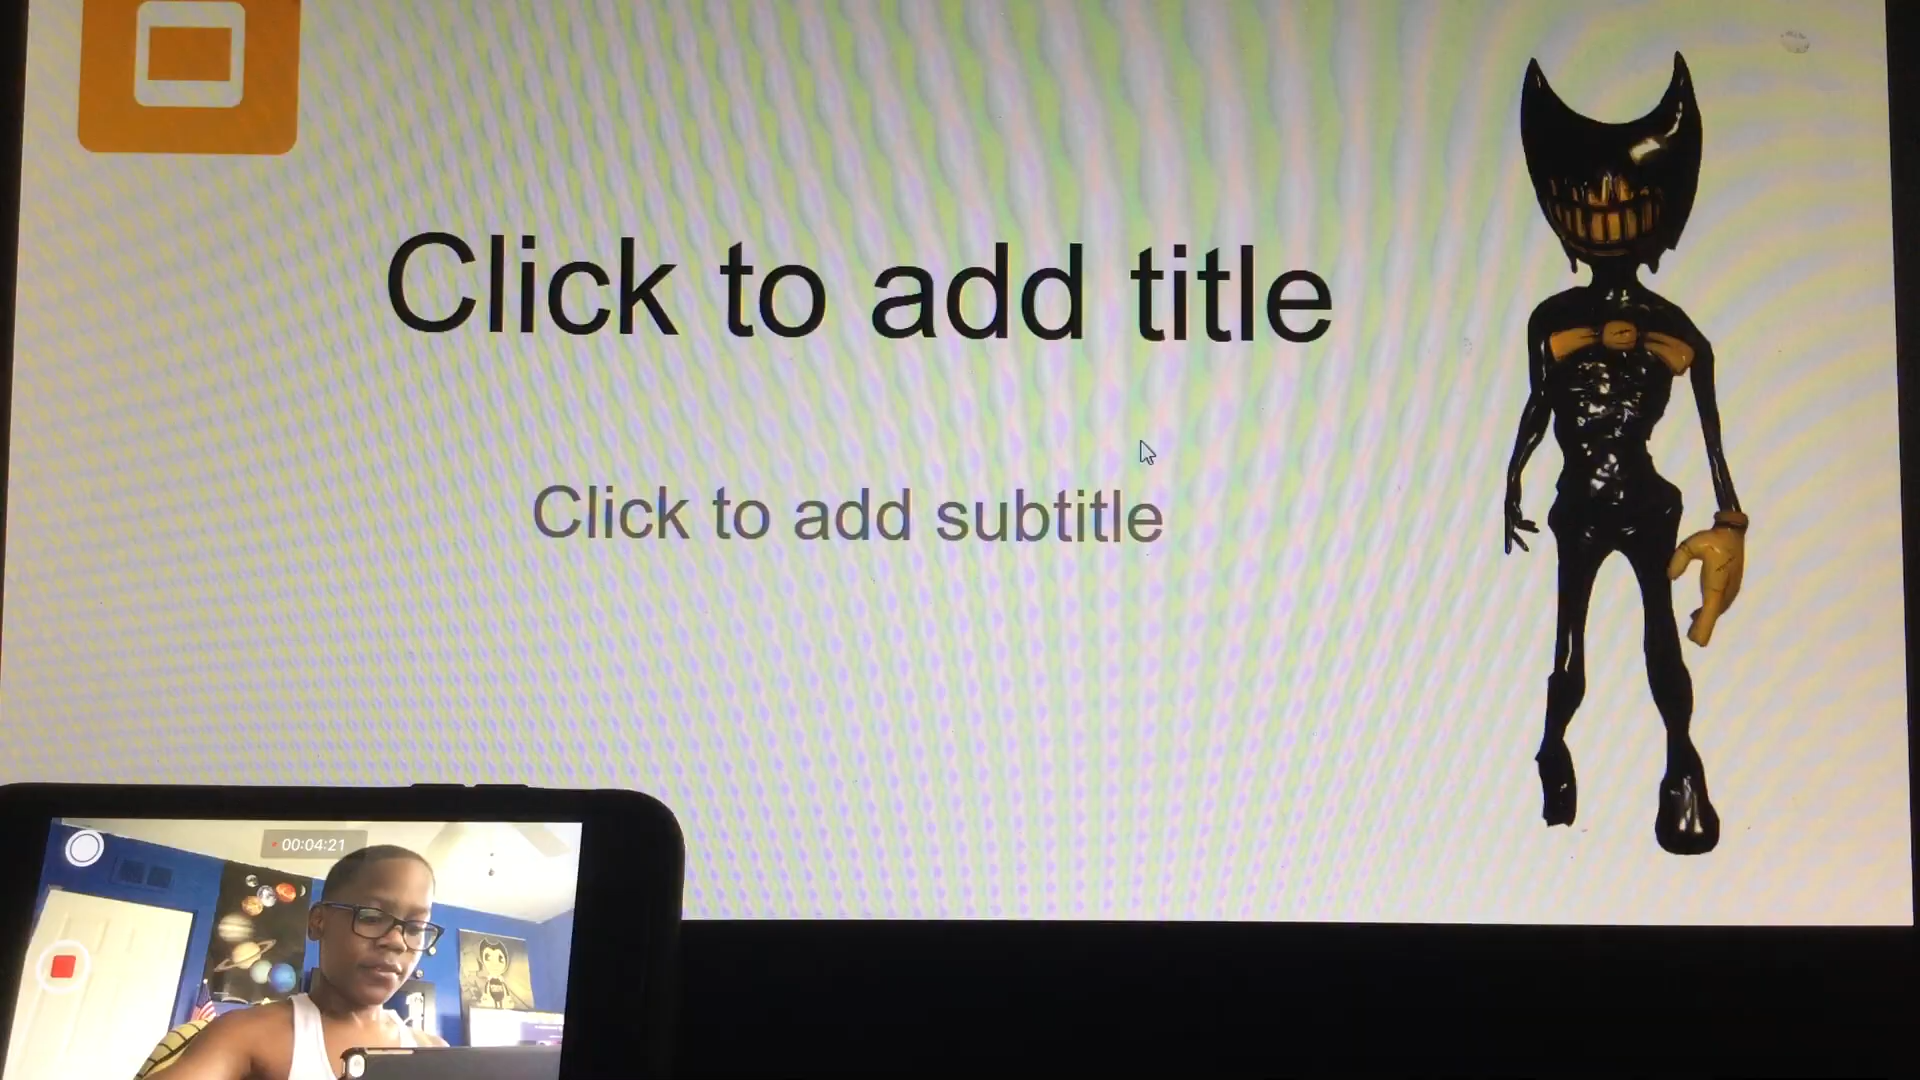 Click to add title
Click to add subtitle
00:04:21